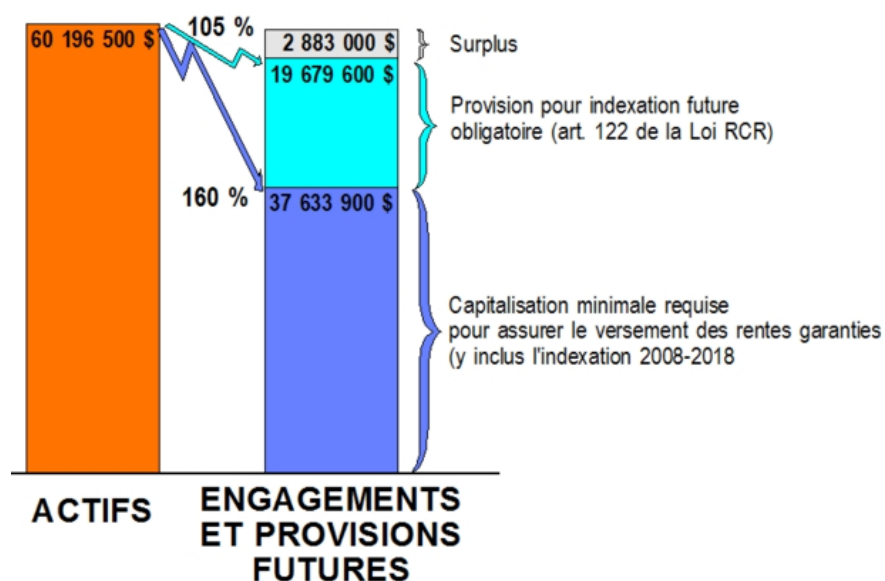 60 196 500 $
105 %
2 883 000 $
Surplus
19 679 600 $
Provision pour indexation future
obligatoire (art. 122 de la Loi RCR)
160 %
37 633 900 $
Capitalisation minimale requise
pour assurer le versement des rentes garanties
(y inclus l'indexation 2008-2018
ACTIFS
ENGAGEMENTS
ET PROVISIONS
FUTURES